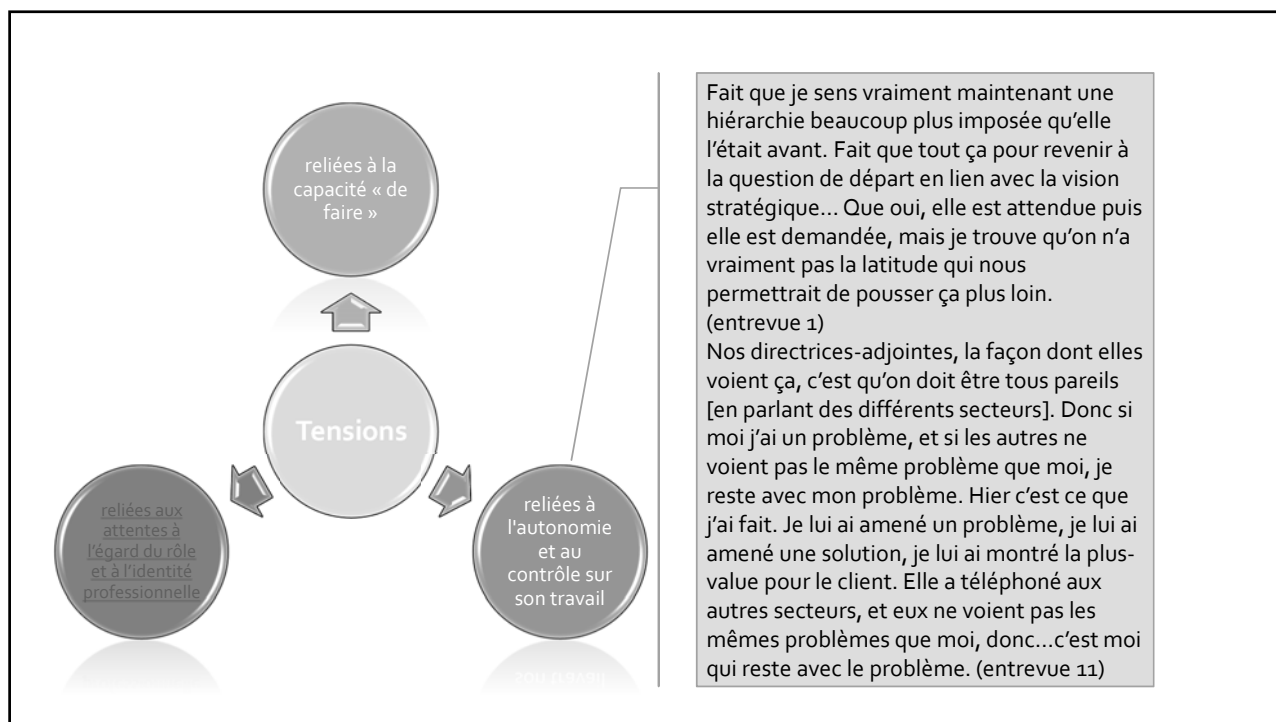 reliées à la
capacité « de
faire »
Tensions
reliées aux
attentes à
l'égard du rôle
et à l'identité
professionnelle
reliées à
l'autonomie
et au
contrôle sur
son travail
Fait que je sens vraiment maintenant une
hiérarchie beaucoup plus imposée qu'elle
l'était avant. Fait que tout ça pour revenir à
la question de départ en lien avec la vision
stratégique… Que oui, elle est attendue puis
elle est demandée, mais je trouve qu'on n'a
vraiment pas la latitude qui nous
permettrait de pousser ça plus loin.
(entrevue 1)
Nos directrices-adjointes, la façon dont elles
voient ça, c'est qu'on doit être tous pareils
[en parlant des différents secteurs]. Donc si
moi j'ai un problème, et si les autres ne
voient pas le même problème que moi, je
reste avec mon problème. Hier c'est ce que
j'ai fait. Je lui ai amené un problème, je lui ai
amené une solution, je lui ai montré la plus-
value pour le client. Elle a téléphoné aux
autres secteurs, et eux ne voient pas les
mêmes problèmes que moi, donc…c'est moi
qui reste avec le problème. (entrevue 11)